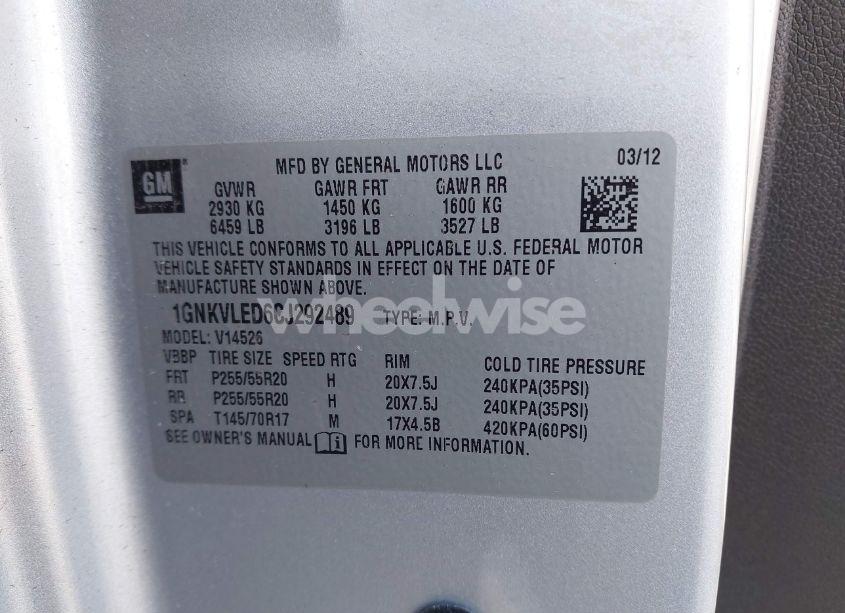 GM
MFD BY GENERAL MOTORS LLC 03/12
GVWR GAWR FRT GAWR RR
2930 KG 1450 KG 1600 KG
6459 LB 3196 LB 3527 LB
THIS VEHICLE CONFORMS TO ALL APPLICABLE U.S. FEDERAL MOTOR
VEHICLE SAFETY STANDARDS IN EFFECT ON THE DATE OF
MANUFACTURE SHOWN ABOVE.
1GNKVLED6CJ292489 TYPE: M.P.V.
wheelwise
MODEL: V14526
VBBP TIRE SIZE SPEED RTG RIM COLD TIRE PRESSURE
FRT P255/55R20 H 20X7.5J 240KPA(35PSI)
RR P255/55R20 H 20X7.5J 240KPA(35PSI)
SPA T145/70R17 M 17X4.5B 420KPA(60PSI)
SEE OWNER'S MANUAL FOR MORE INFORMATION.